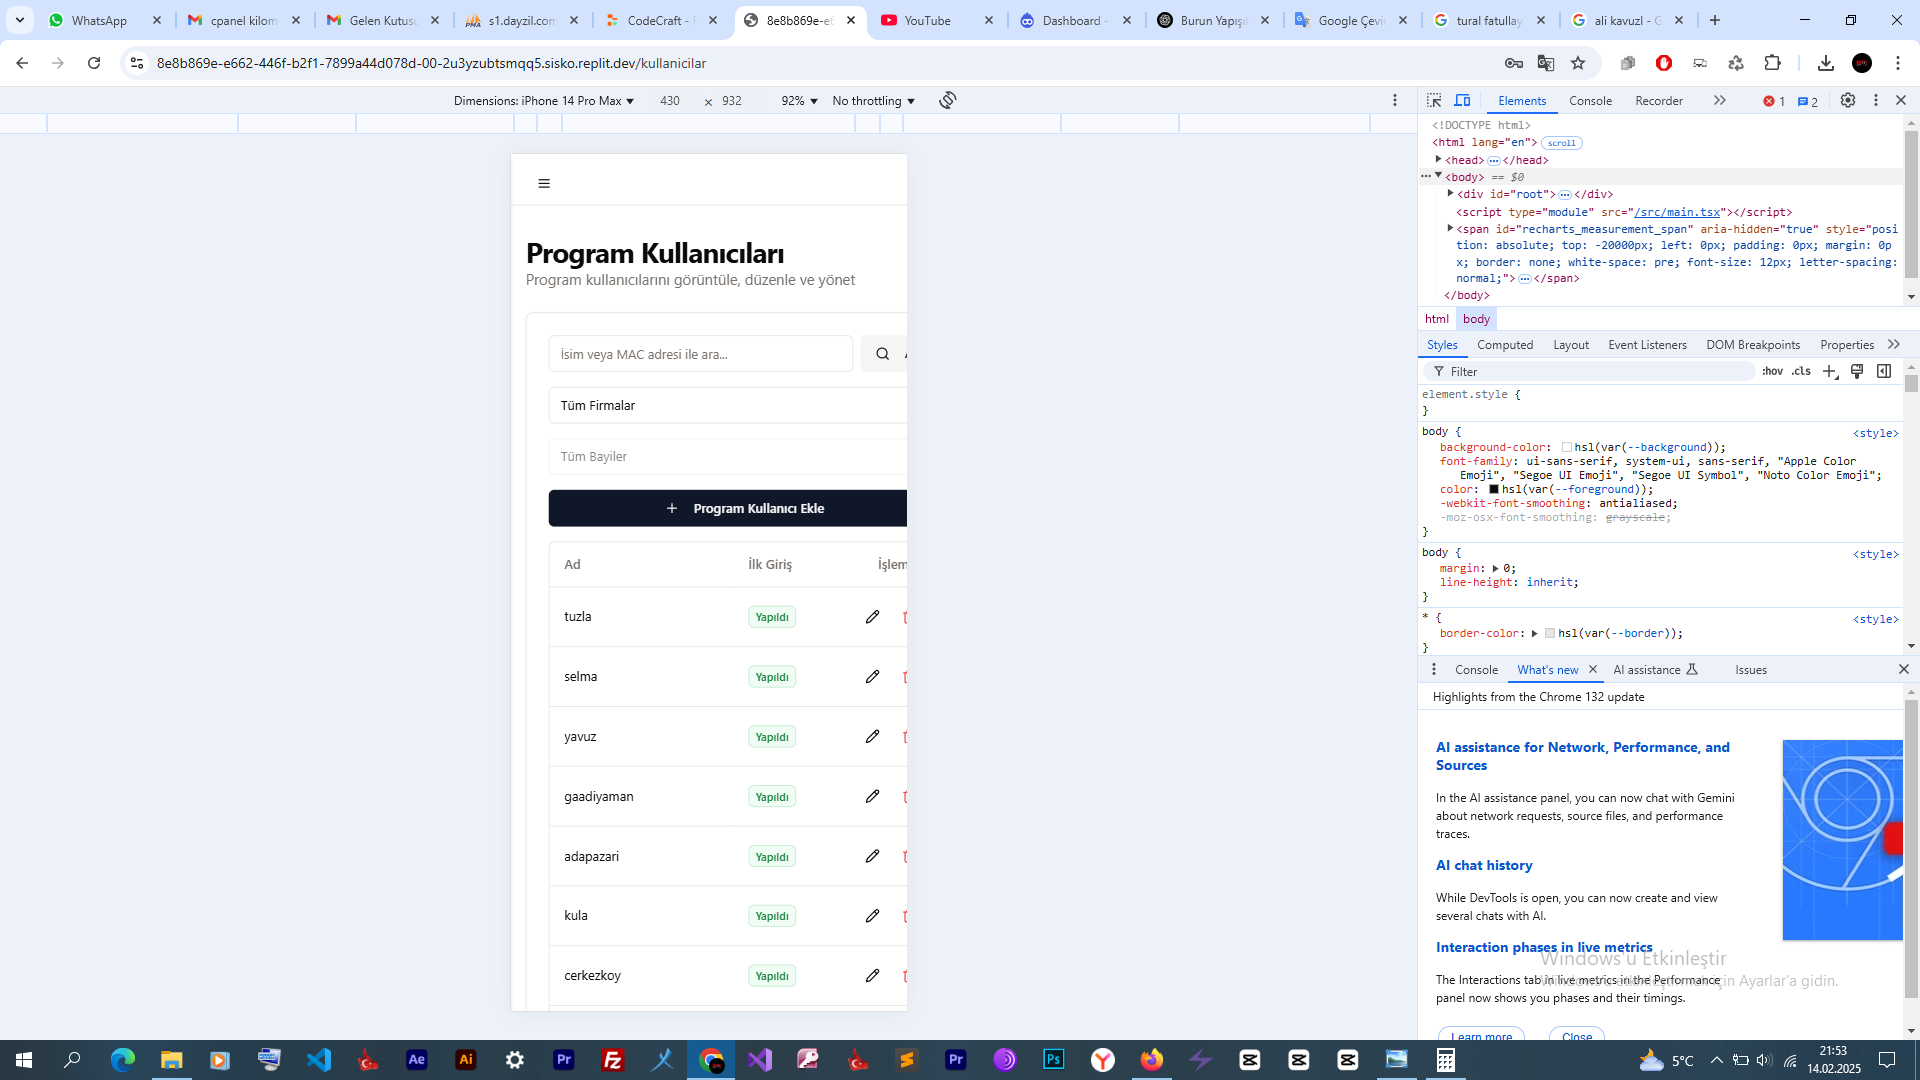 WhatsApp
cpanel kilom
Gelen Kutusu
s1.dayzil.com
CodeCraft -
8e8b869e-e6
YouTube
Dashboard -
Burun Yapışı
Google Çevi
tural fatullay
ali kavuzl - G
8e8b869e-e662-446f-b2f1-7899a44d078d-00-2u3yzubtsmqq5.sisko.replit.dev/kullanicilar
Dimensions: iPhone 14 Pro Max
430
×
932
92%
No throttling
Elements
Console
Recorder
1
2
Program Kullanıcıları
Program kullanıcılarını görüntüle, düzenle ve yönet
İsim veya MAC adresi ile ara...
Tüm Firmalar
Tüm Bayiler
+ Program Kullanıcı Ekle
Ad İlk Giriş İşlem
tuzla Yapıldı
selma Yapıldı
yavuz Yapıldı
gaadiyaman Yapıldı
adapazari Yapıldı
kula Yapıldı
cerkezkoy Yapıldı
<!DOCTYPE html>
<html lang="en"> scroll
<head> ··· </head>
··· <body> == $0
<div id="root"> ··· </div>
<script type="module" src="/src/main.tsx"></script>
<span id="recharts_measurement_span" aria-hidden="true" style="posi
tion: absolute; top: -20000px; left: 0px; padding: 0px; margin: 0p
x; border: none; white-space: pre; font-size: 12px; letter-spacing:
normal;"> ··· </span>
</body>
html body
Styles Computed Layout Event Listeners DOM Breakpoints Properties
Filter :hov .cls
element.style {
}
body { <style>
background-color: hsl(var(--background));
font-family: ui-sans-serif, system-ui, sans-serif, "Apple Color
Emoji", "Segoe UI Emoji", "Segoe UI Symbol", "Noto Color Emoji";
color: hsl(var(--foreground));
-webkit-font-smoothing: antialiased;
-moz-osx-font-smoothing: grayscale;
}
body { <style>
margin: 0;
line-height: inherit;
}
* { <style>
border-color: hsl(var(--border));
}
Console What's new AI assistance Issues
Highlights from the Chrome 132 update
AI assistance for Network, Performance, and
Sources
In the AI assistance panel, you can now chat with Gemini
about network requests, source files, and performance
traces.
AI chat history
While DevTools is open, you can now create and view
several chats with AI.
Interaction phases in live metrics
The Interactions tab in live metrics in the Performance
panel now shows you phases and their timings.
Learn more Close
Windows'u Etkinleştir
Windows'u etkinleştirmek için Ayarlar'a gidin.
Ae
Ai
Pr
Pr
Ps
5°C
21:53
14.02.2025